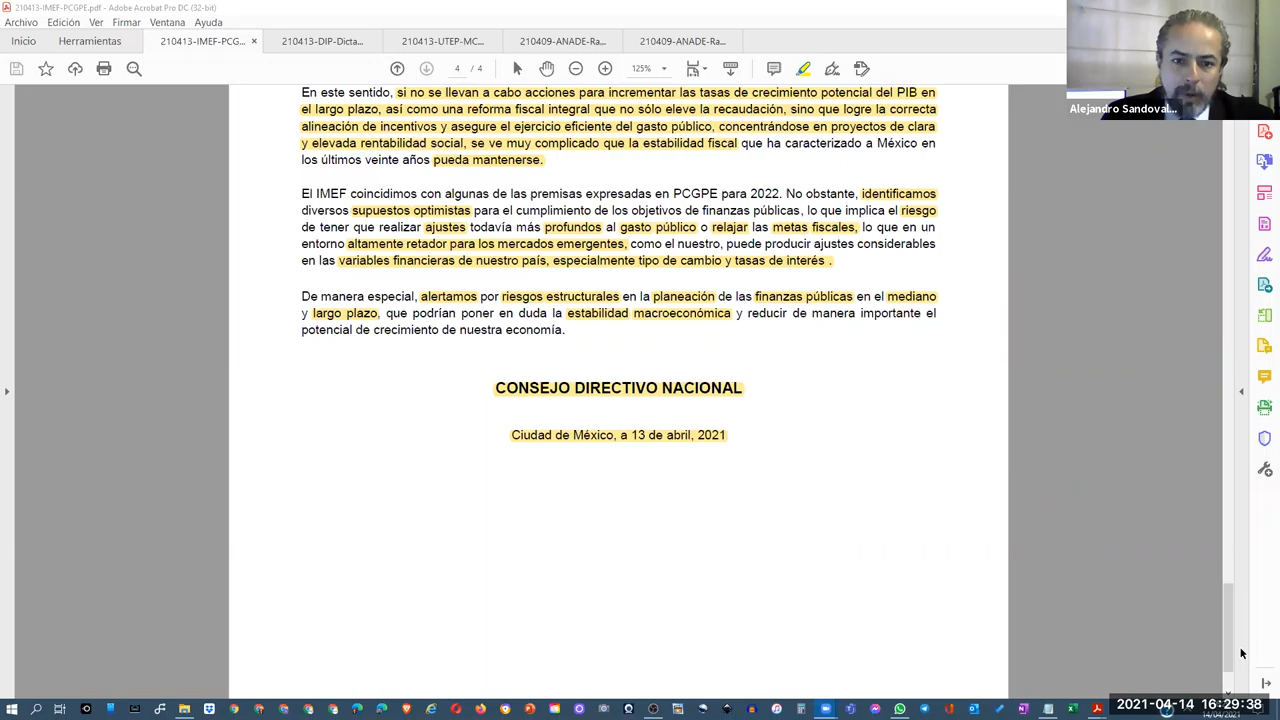 210413-IMEF-PCGPE.pdf - Adobe Acrobat Pro DC (32-bit)
Archivo Edición Ver Firmar Ventana Ayuda
Inicio Herramientas 210413-IMEF-PCG... × 210413-DIP-Dicta... 210413-UTEP-MC... 210409-ANADE-Ra... 210409-ANADE-Ra...
4 / 4 125%
Alejandro Sandoval...
En este sentido, si no se llevan a cabo acciones para incrementar las tasas de crecimiento potencial del PIB en
el largo plazo, así como una reforma fiscal integral que no sólo eleve la recaudación, sino que logre la correcta
alineación de incentivos y asegure el ejercicio eficiente del gasto público, concentrándose en proyectos de clara
y elevada rentabilidad social, se ve muy complicado que la estabilidad fiscal que ha caracterizado a México en
los últimos veinte años pueda mantenerse.
El IMEF coincidimos con algunas de las premisas expresadas en PCGPE para 2022. No obstante, identificamos
diversos supuestos optimistas para el cumplimiento de los objetivos de finanzas públicas, lo que implica el riesgo
de tener que realizar ajustes todavía más profundos al gasto público o relajar las metas fiscales, lo que en un
entorno altamente retador para los mercados emergentes, como el nuestro, puede producir ajustes considerables
en las variables financieras de nuestro país, especialmente tipo de cambio y tasas de interés .
De manera especial, alertamos por riesgos estructurales en la planeación de las finanzas públicas en el mediano
y largo plazo, que podrían poner en duda la estabilidad macroeconómica y reducir de manera importante el
potencial de crecimiento de nuestra economía.
CONSEJO DIRECTIVO NACIONAL
Ciudad de México, a 13 de abril, 2021
2021-04-14 16:29:38
14/04/2021